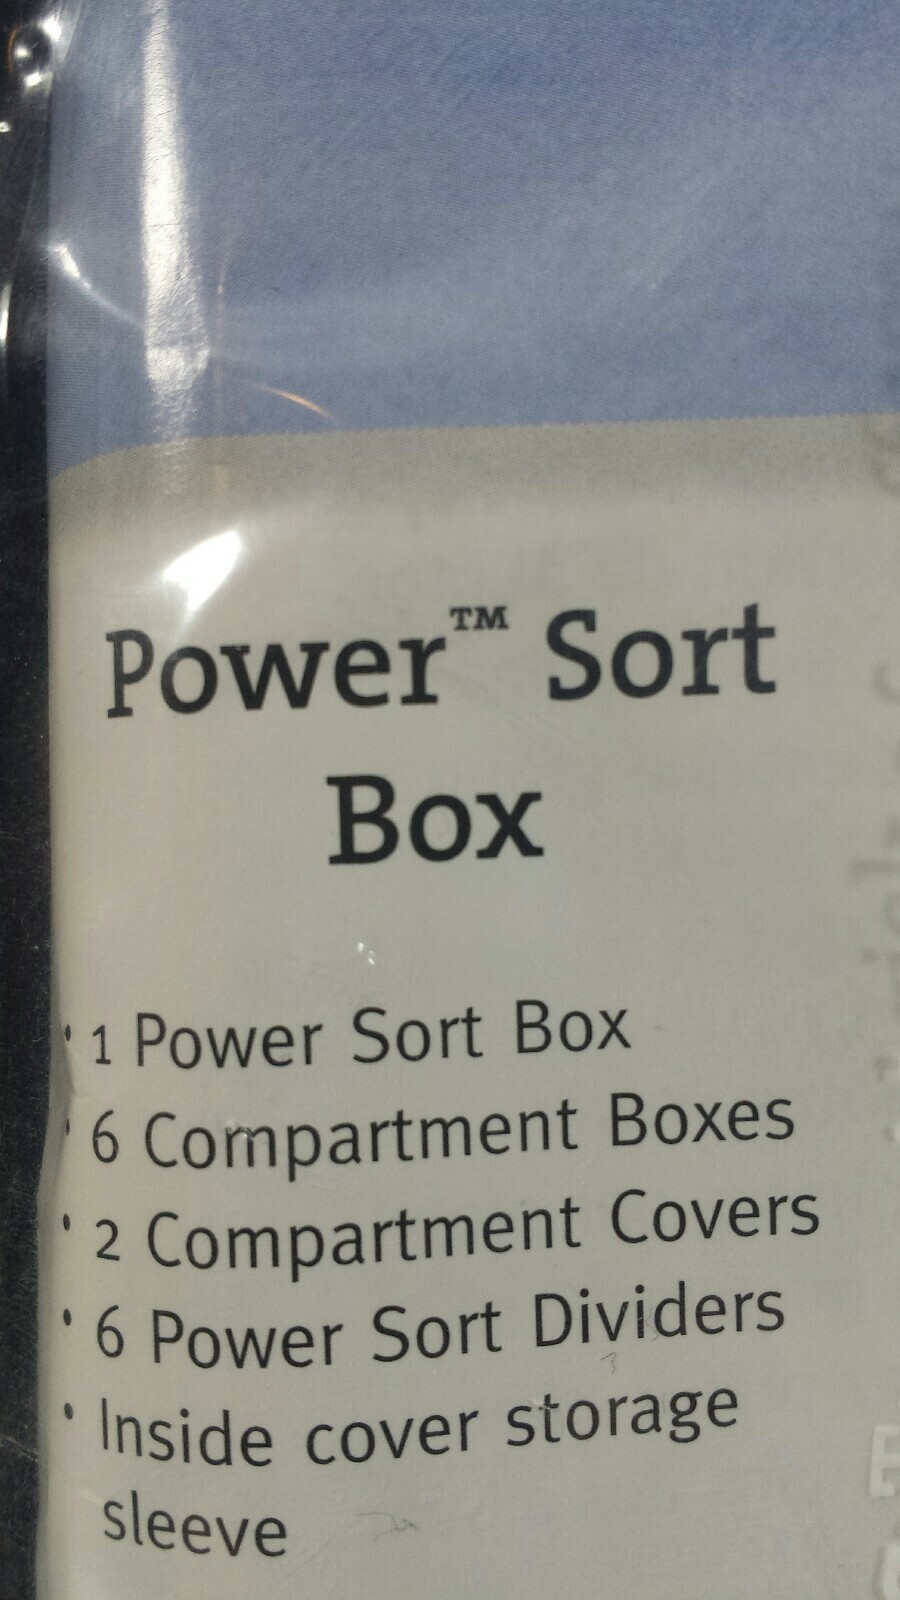 Power™ Sort
Box
· 1 Power Sort Box
· 6 Compartment Boxes
· 2 Compartment Covers
· 6 Power Sort Dividers
· Inside cover storage
sleeve